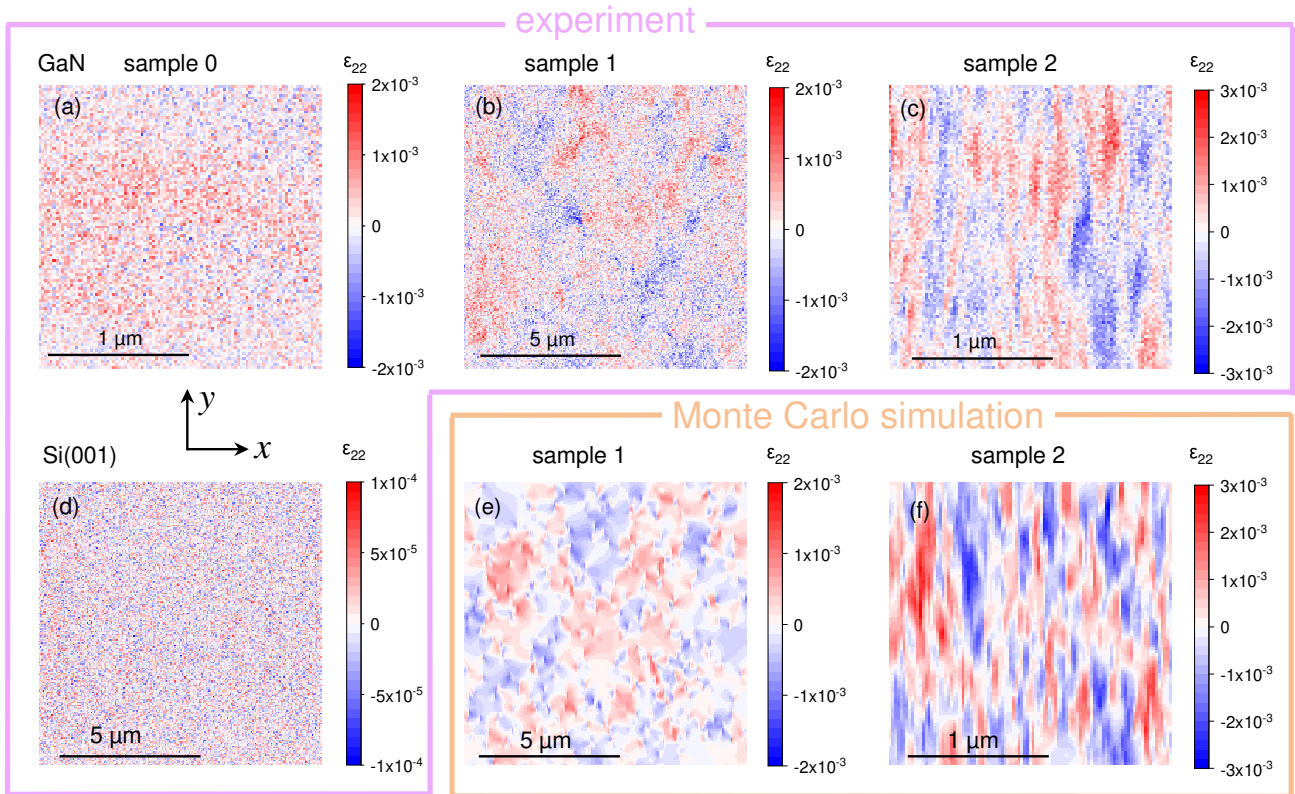 experiment
GaN sample 0 ε₂₂
(a)
2x10⁻³
1x10⁻³
0
-1x10⁻³
-2x10⁻³
1 µm
sample 1 ε₂₂
(b)
2x10⁻³
1x10⁻³
0
-1x10⁻³
-2x10⁻³
5 µm
sample 2 ε₂₂
(c)
3x10⁻³
2x10⁻³
1x10⁻³
0
-1x10⁻³
-2x10⁻³
-3x10⁻³
1 µm
y
x
Si(001) ε₂₂
(d)
1x10⁻⁴
5x10⁻⁵
0
-5x10⁻⁵
-1x10⁻⁴
5 µm
Monte Carlo simulation
sample 1 ε₂₂
(e)
2x10⁻³
1x10⁻³
0
-1x10⁻³
-2x10⁻³
5 µm
sample 2 ε₂₂
(f)
3x10⁻³
2x10⁻³
1x10⁻³
0
-1x10⁻³
-2x10⁻³
-3x10⁻³
1 µm